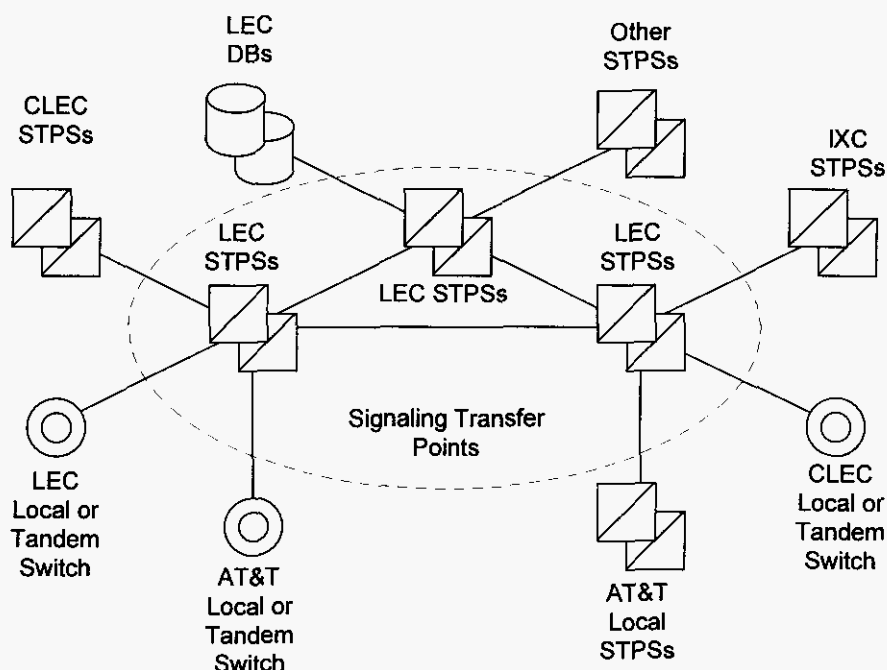 LEC
DBs
Other
STPSs
CLEC
STPSs
IXC
STPSs
LEC
STPSs
LEC
STPSs
LEC STPSs
Signaling Transfer
Points
LEC
Local or
Tandem
Switch
CLEC
Local or
Tandem
Switch
AT&T
Local or
Tandem
Switch
AT&T
Local
STPSs